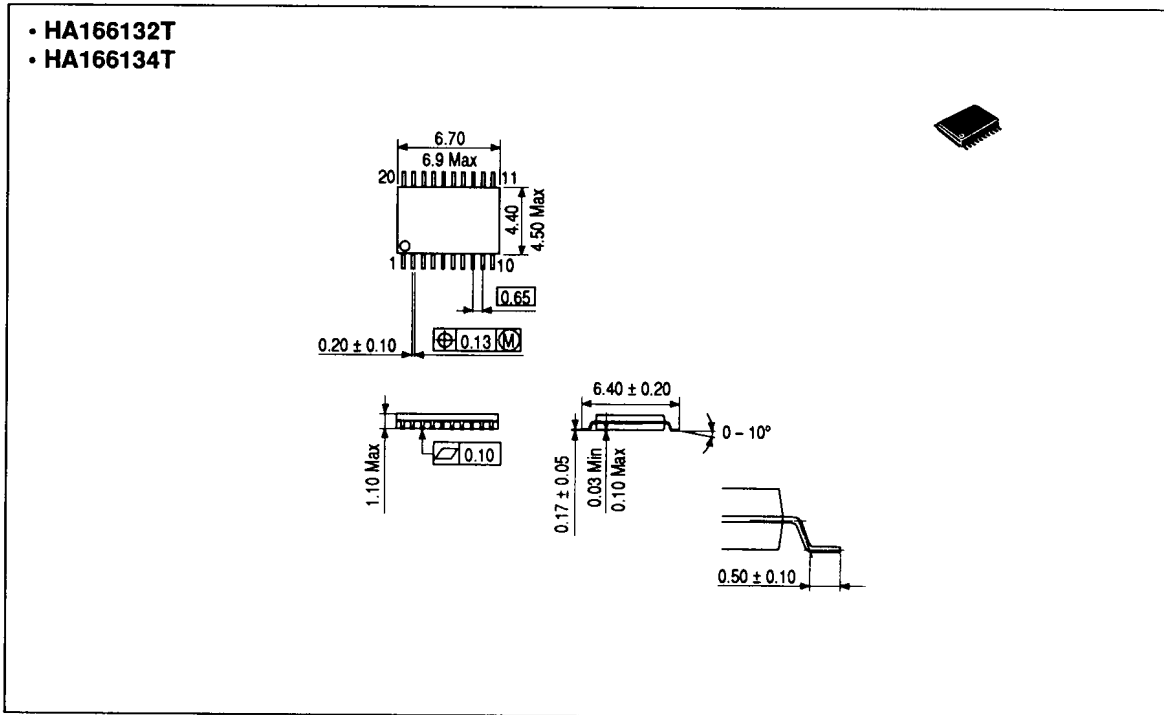 • HA166132T
• HA166134T
6.70
6.9 Max
20
11
4.40
4.50 Max
1
10
0.65
0.20 ± 0.10
⌖ 0.13 Ⓜ
1.10 Max
▱ 0.10
6.40 ± 0.20
0 – 10°
0.17 ± 0.05
0.03 Min
0.10 Max
0.50 ± 0.10